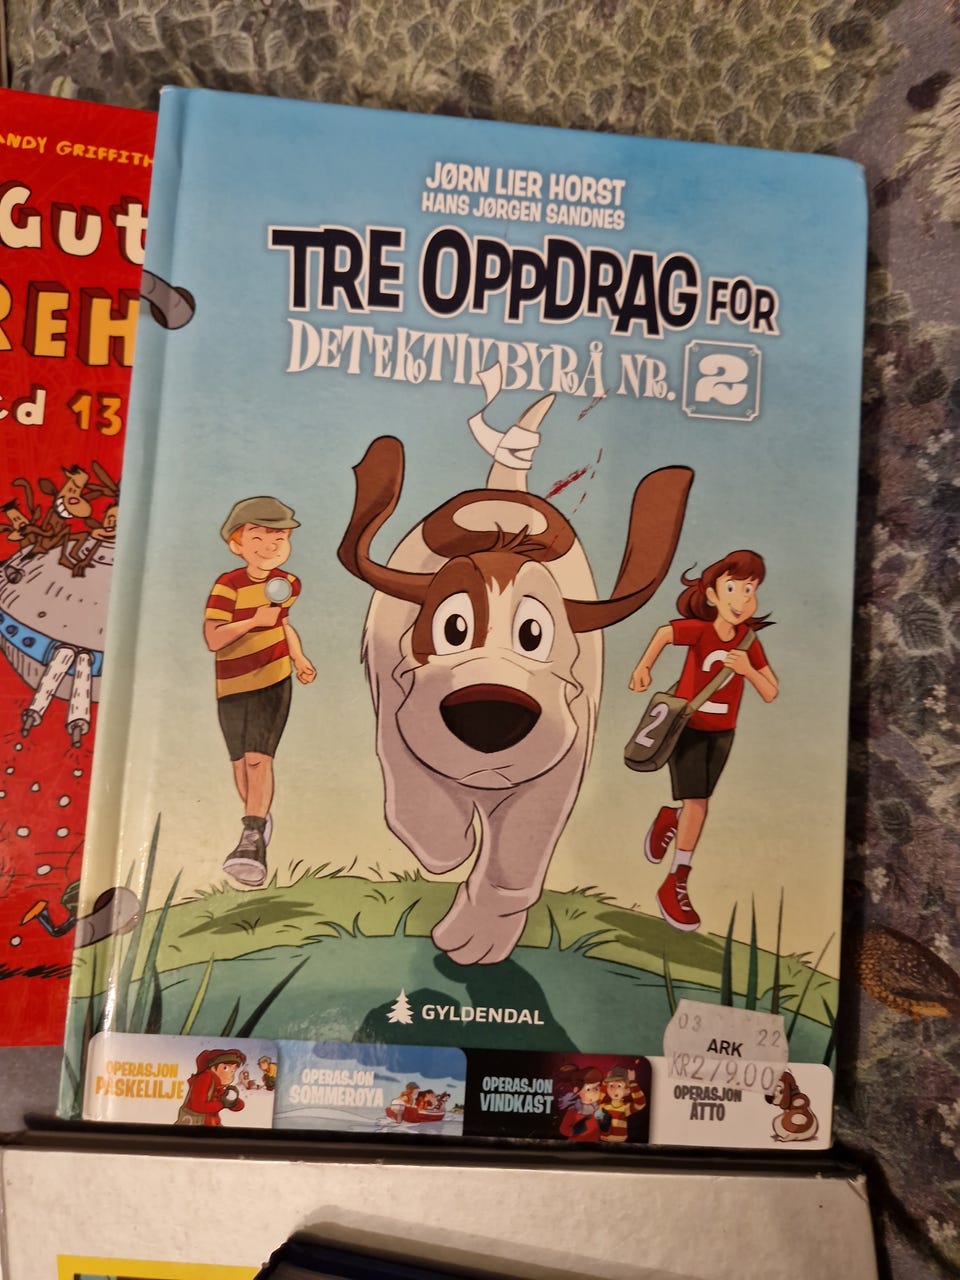 JØRN LIER HORST
HANS JØRGEN SANDNES
TRE OPPDRAG FOR
DETEKTIVBYRÅ NR. 2
2
2
GYLDENDAL
OPERASJON
PÅSKELILJE
OPERASJON
SOMMERØYA
OPERASJON
VINDKAST
OPERASJON
ÅTTO
03 22
ARK
KR279.00
ANDY GRIFFITH
GUT
REH
ed 13